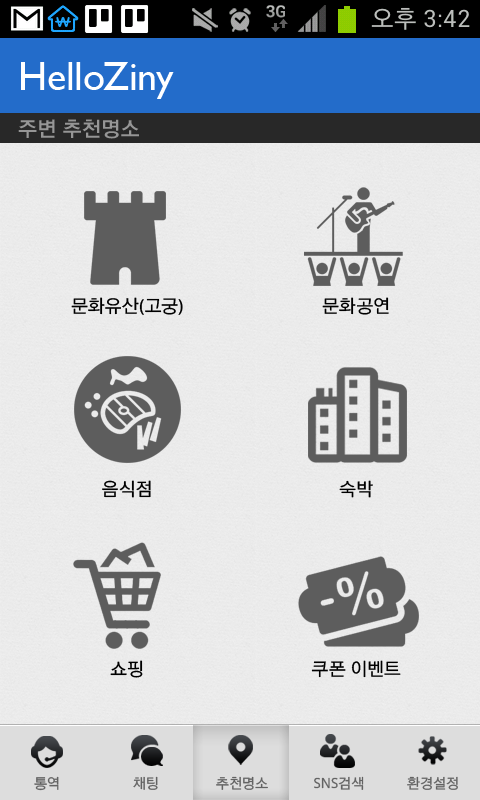 3G 오후 3:42
HelloZiny
주변 추천명소
문화유산(고궁) 문화공연
음식점 숙박
-%
쇼핑 쿠폰 이벤트
통역 채팅 추천명소 SNS검색 환경설정